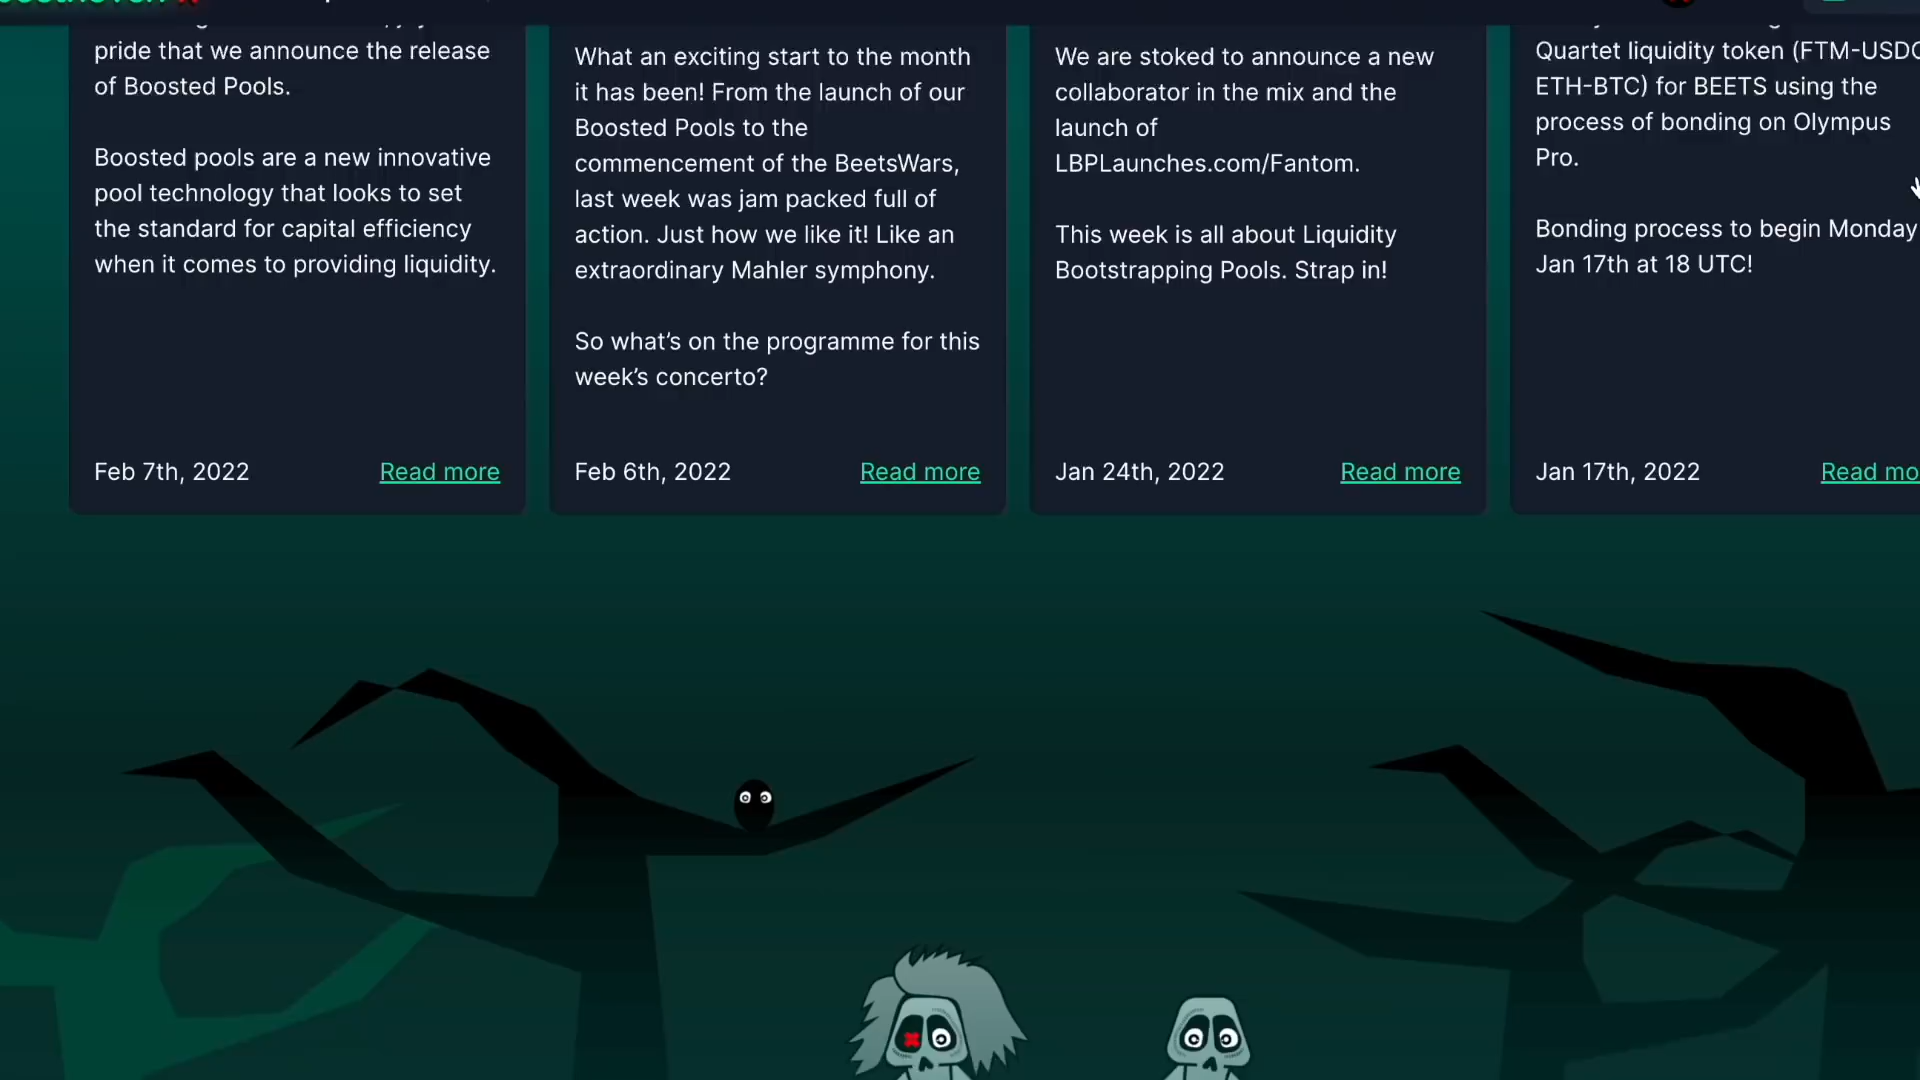 pride that we announce the release
of Boosted Pools.
Boosted pools are a new innovative
pool technology that looks to set
the standard for capital efficiency
when it comes to providing liquidity.
Feb 7th, 2022
Read more
What an exciting start to the month
it has been! From the launch of our
Boosted Pools to the
commencement of the BeetsWars,
last week was jam packed full of
action. Just how we like it! Like an
extraordinary Mahler symphony.
So what’s on the programme for this
week’s concerto?
Feb 6th, 2022
Read more
We are stoked to announce a new
collaborator in the mix and the
launch of
LBPLaunches.com/Fantom.
This week is all about Liquidity
Bootstrapping Pools. Strap in!
Jan 24th, 2022
Read more
Quartet liquidity token (FTM-USDC
ETH-BTC) for BEETS using the
process of bonding on Olympus
Pro.
Bonding process to begin Monday
Jan 17th at 18 UTC!
Jan 17th, 2022
Read mo